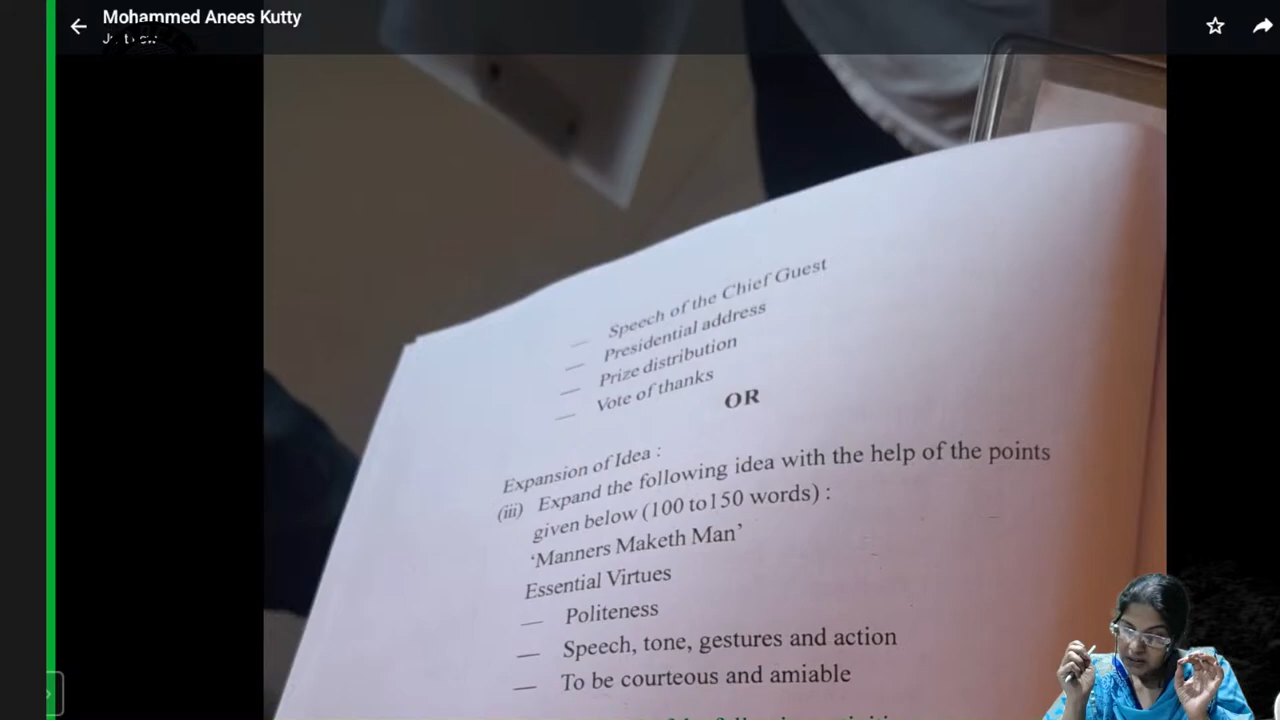 Mohammed Anees Kutty
— Speech of the Chief Guest
— Presidential address
— Prize distribution
— Vote of thanks
OR
Expansion of Idea :
(iii) Expand the following idea with the help of the points
given below (100 to150 words) :
‘Manners Maketh Man’
Essential Virtues
— Politeness
— Speech, tone, gestures and action
— To be courteous and amiable